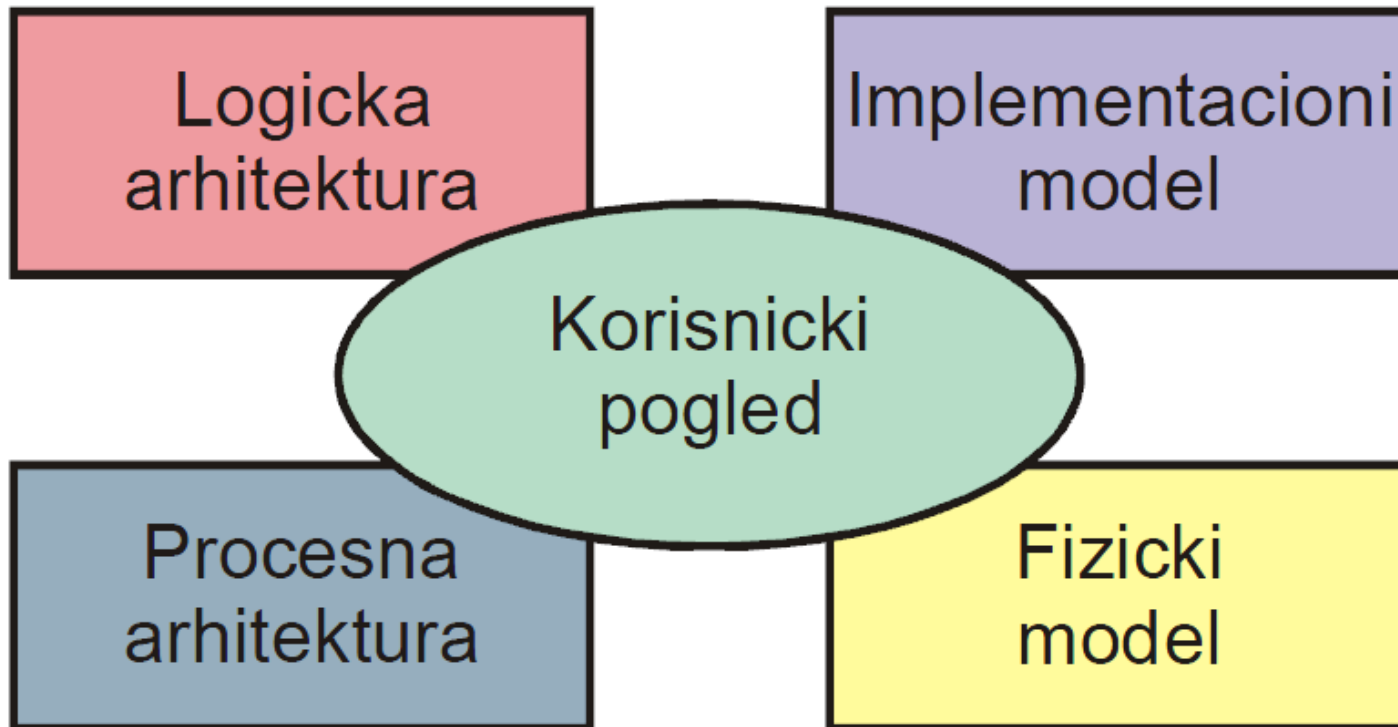 Logicka
arhitektura
Implementacioni
model
Korisnicki
pogled
Procesna
arhitektura
Fizicki
model